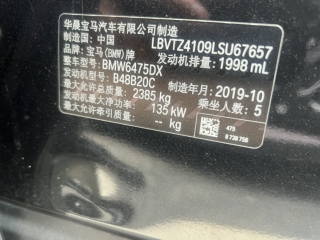 华晨宝马汽车有限公司制造
制造国: 中国 LBVTZ4109LSU67657
品牌: 宝马(BMW)牌 发动机排量: 1998 mL
整车型号: BMW6475DX
发动机型号: B48B20C 制造年月: 2019-10
最大允许总质量: 2385 kg 乘坐人数: 5
发动机最大净功率: 135 kW
最大允许牵引质量: -- kg
475